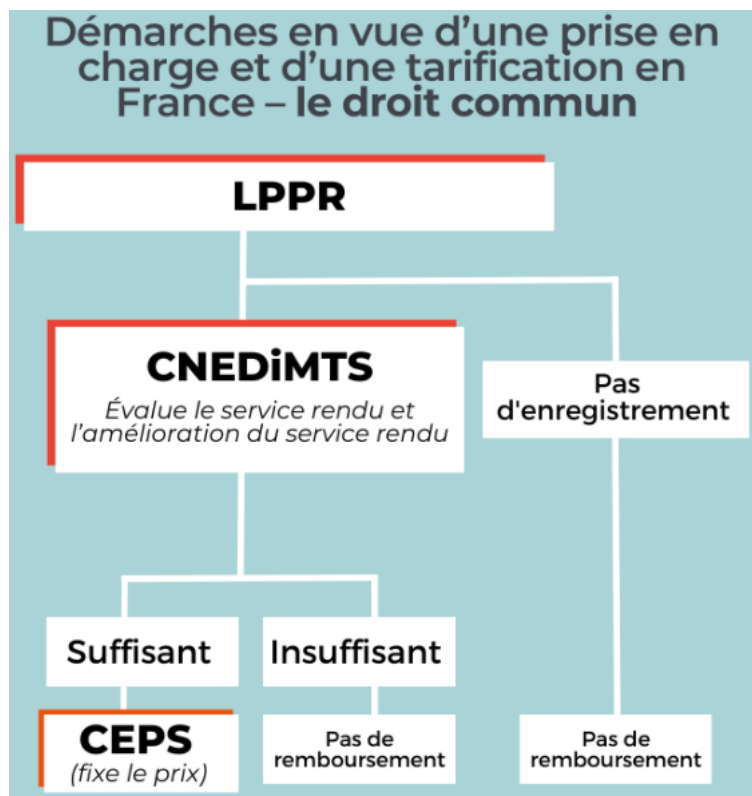 Démarches en vue d’une prise en
charge et d’une tarification en
France – le droit commun
LPPR
CNEDiMTS
Évalue le service rendu et
l’amélioration du service rendu
Pas
d'enregistrement
Suffisant
Insuffisant
CEPS
(fixe le prix)
Pas de
remboursement
Pas de
remboursement